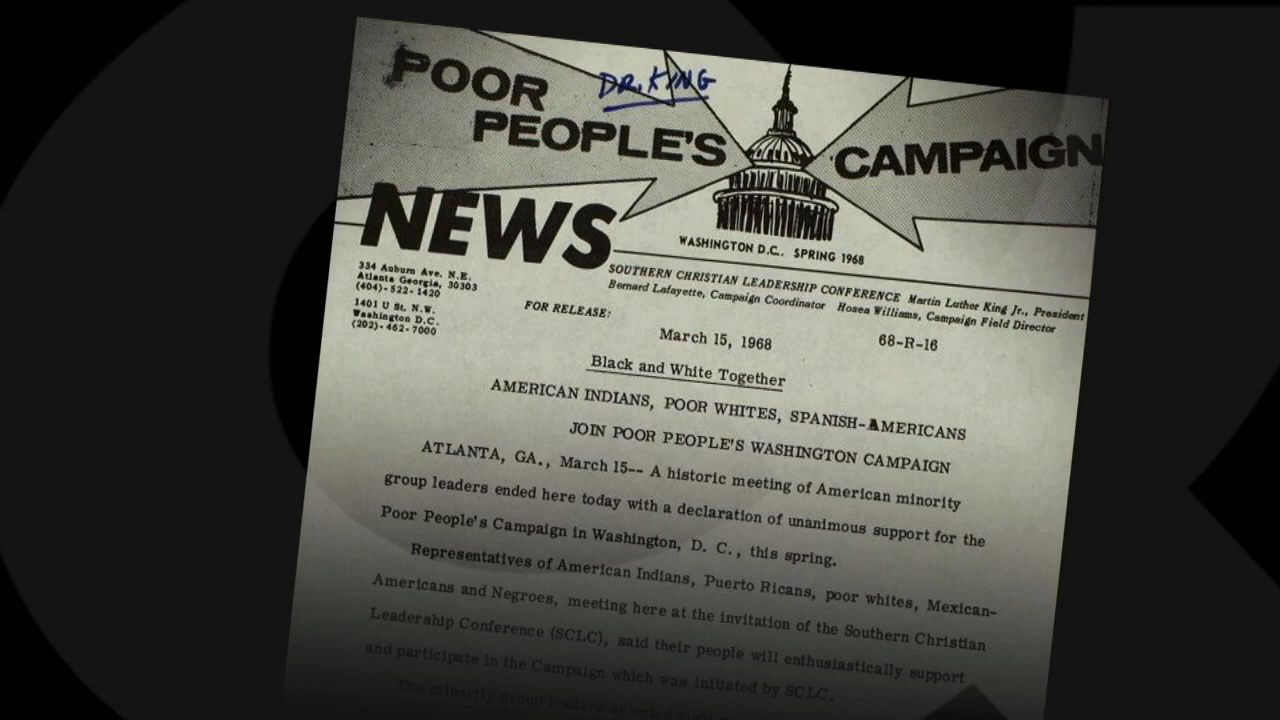 POOR
DR. KING
PEOPLE'S
CAMPAIGN
NEWS
WASHINGTON D.C.. SPRING 1968
334 Auburn Ave. N.E.
Atlanta Georgia, 30303
(404)-522-1420
1401 U St. N.W.
Washington D.C.
(202)-462-7000
SOUTHERN CHRISTIAN LEADERSHIP CONFERENCE Martin Luther King Jr., President
Bernard Lafayette, Campaign Coordinator Hosea Williams, Campaign Field Director
FOR RELEASE:
March 15, 1968 68-R-16
Black and White Together
AMERICAN INDIANS, POOR WHITES, SPANISH-AMERICANS
JOIN POOR PEOPLE'S WASHINGTON CAMPAIGN
ATLANTA, GA., March 15-- A historic meeting of American minority
group leaders ended here today with a declaration of unanimous support for the
Poor People's Campaign in Washington, D. C., this spring.
Representatives of American Indians, Puerto Ricans, poor whites, Mexican-
Americans and Negroes, meeting here at the invitation of the Southern Christian
Leadership Conference (SCLC), said their people will enthusiastically support
and participate in the Campaign which was initiated by SCLC.
The minority group leaders selected